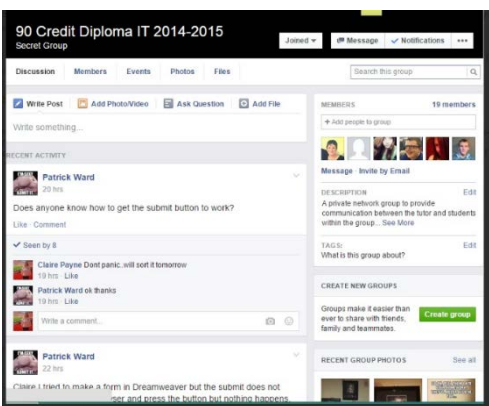 90 Credit Diploma IT 2014-2015
Secret Group
Joined Message Notifications
Discussion Members Events Photos Files
Search this group
Write Post Add Photo/Video Ask Question Add File
Write something...
RECENT ACTIVITY
Patrick Ward
20 hrs
Does anyone know how to get the submit button to work?
Like · Comment
Seen by 8
Claire Payne Dont panic..will sort it tomorrow
19 hrs · Like
Patrick Ward ok thanks
19 hrs · Like
Write a comment...
Patrick Ward
22 hrs
Claire I tried to make a form in Dreamweaver but the submit does not
ser and press the button but nothing happens.
MEMBERS 19 members
+ Add people to group
Message · Invite by Email
DESCRIPTION Edit
A private network group to provide
communication between the tutor and students
within the group... See More
TAGS: Edit
What is this group about?
CREATE NEW GROUPS
Groups make it easier than
ever to share with friends,
family and teammates.
Create group
RECENT GROUP PHOTOS See all